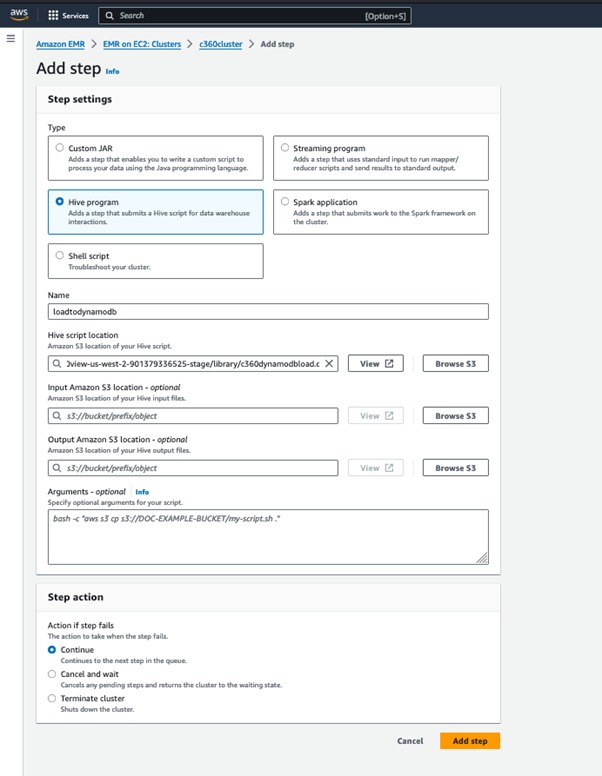 aws
Services
Search
[Option+S]
Amazon EMR > EMR on EC2: Clusters > c360cluster > Add step
Add step Info
Step settings
Type
Custom JAR
Adds a step that enables you to write a custom script to
process your data using the Java programming language.
Streaming program
Adds a step that uses standard input to run mapper/
reducer scripts and send results to standard output.
Hive program
Adds a step that submits a Hive script for data warehouse
interactions.
Spark application
Adds a step that submits work to the Spark framework on
the cluster.
Shell script
Troubleshoot your cluster.
Name
loadtodynamodb
Hive script location
Amazon S3 location of your Hive script.
view-us-west-2-901379336525-stage/library/c360dynamodbload.c
View
Browse S3
Input Amazon S3 location - optional
Amazon S3 location of your Hive input files.
s3://bucket/prefix/object
View
Browse S3
Output Amazon S3 location - optional
Amazon S3 location of your Hive output files.
s3://bucket/prefix/object
View
Browse S3
Arguments - optional Info
Specify optional arguments for your script.
bash -c "aws s3 cp s3://DOC-EXAMPLE-BUCKET/my-script.sh ."
Step action
Action if step fails
The action to take when the step fails.
Continue
Continues to the next step in the queue.
Cancel and wait
Cancels any pending steps and returns the cluster to the waiting state.
Terminate cluster
Shuts down the cluster.
Cancel
Add step